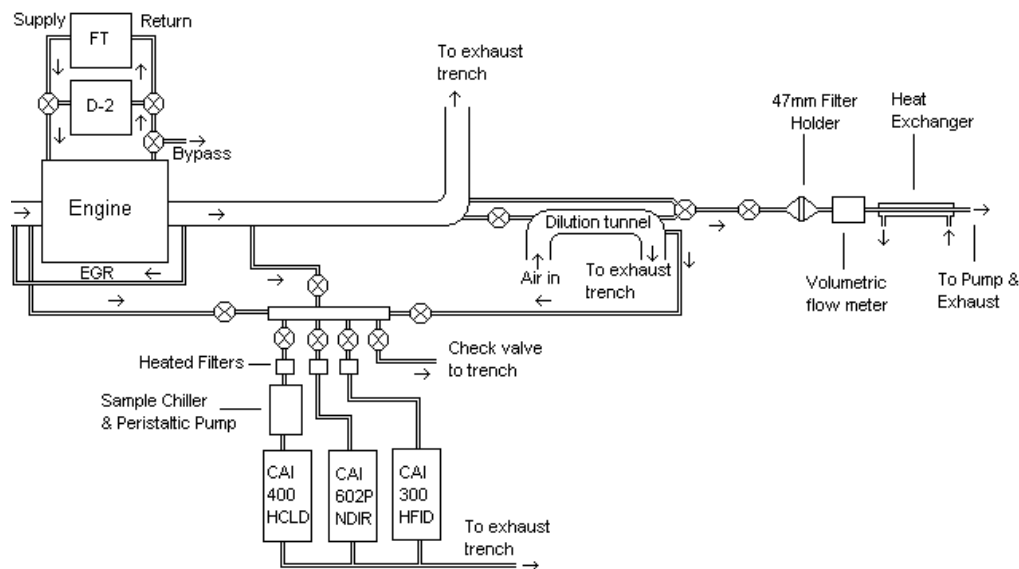 Supply
Return
FT
D-2
Bypass
To exhaust
trench
47mm Filter
Holder
Heat
Exchanger
Engine
Dilution tunnel
EGR
Air in
To exhaust
trench
Volumetric
flow meter
To Pump &
Exhaust
Heated Filters
Check valve
to trench
Sample Chiller
& Peristaltic Pump
CAI
400
HCLD
CAI
602P
NDIR
CAI
300
HFID
To exhaust
trench